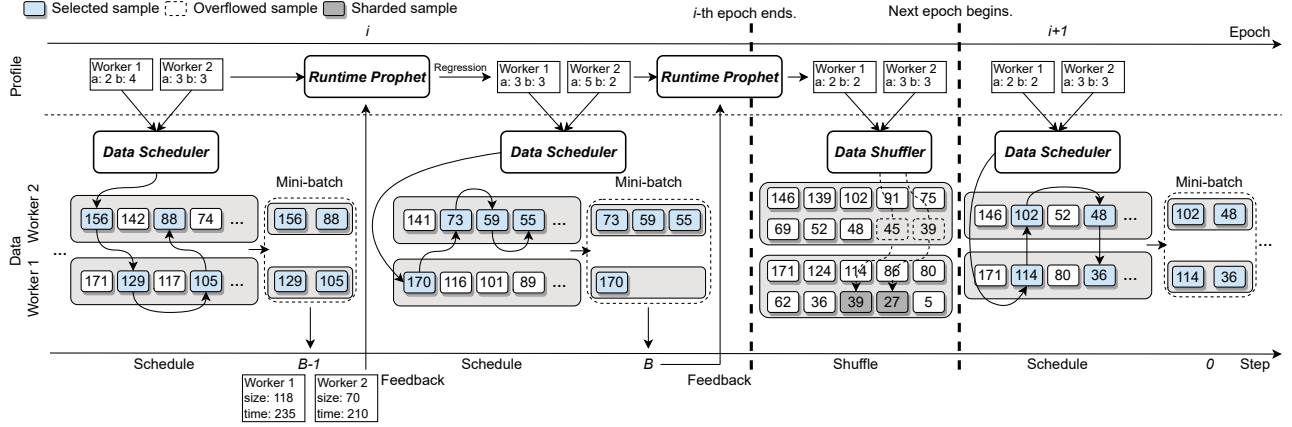 Selected sample
Overflowed sample
Sharded sample
i-th epoch ends.
Next epoch begins.
i
i+1
Epoch
Profile
Worker 1
a: 2 b: 4
Worker 2
a: 3 b: 3
Runtime Prophet
Regression
Worker 1
a: 3 b: 3
Worker 2
a: 5 b: 2
Runtime Prophet
Worker 1
a: 2 b: 2
Worker 2
a: 3 b: 3
Worker 1
a: 2 b: 2
Worker 2
a: 3 b: 3
Data Scheduler
Data Scheduler
Data Shuffler
Data Scheduler
Data
Worker 2
Worker 1
...
Mini-batch
156 142 88 74 ...
156 88
171 129 117 105 ...
129 105
Mini-batch
141 73 59 55 ...
73 59 55
170 116 101 89 ...
170
146 139 102 91 75
69 52 48 45 39
171 124 114 86 80
62 36 39 27 5
Mini-batch
146 102 52 48 ...
102 48
171 114 80 36 ...
114 36
...
Schedule
B-1
Schedule
B
Shuffle
Schedule
0
Step
Worker 1
size: 118
time: 235
Worker 2
size: 70
time: 210
Feedback
Feedback